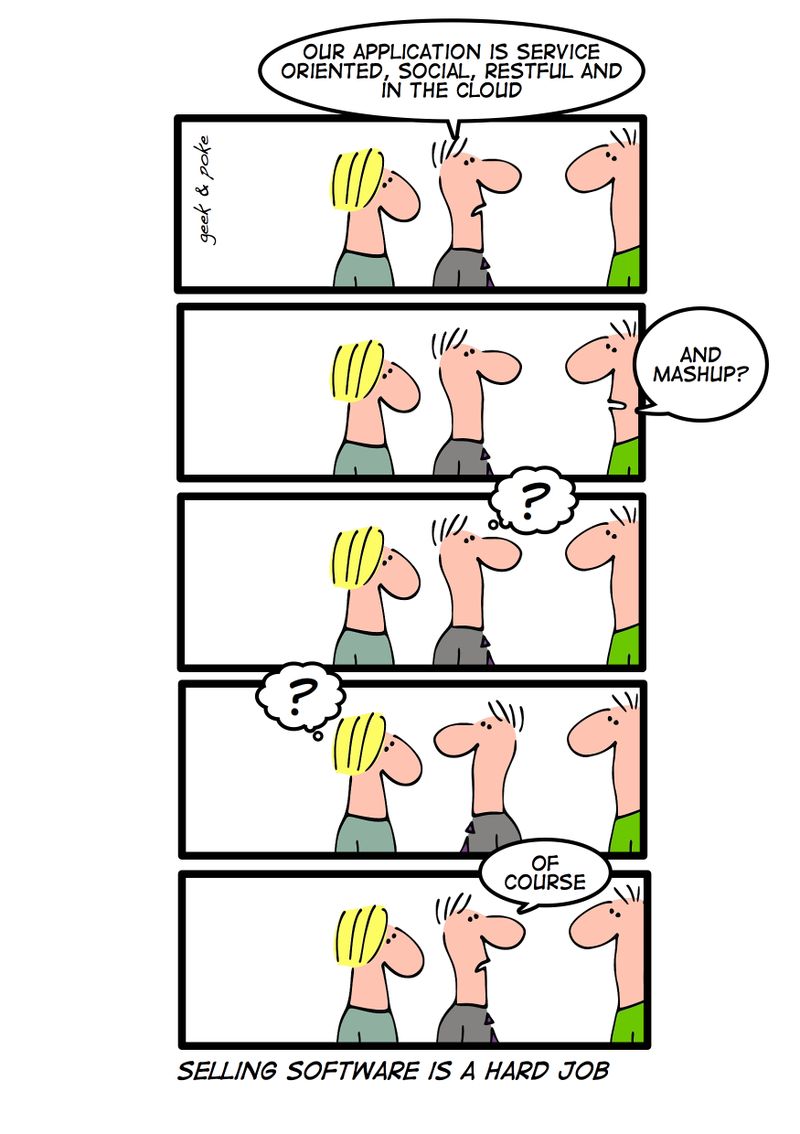 OUR APPLICATION IS SERVICE
ORIENTED, SOCIAL, RESTFUL AND
IN THE CLOUD
geek & poke
AND
MASHUP?
?
?
OF
COURSE
SELLING SOFTWARE IS A HARD JOB